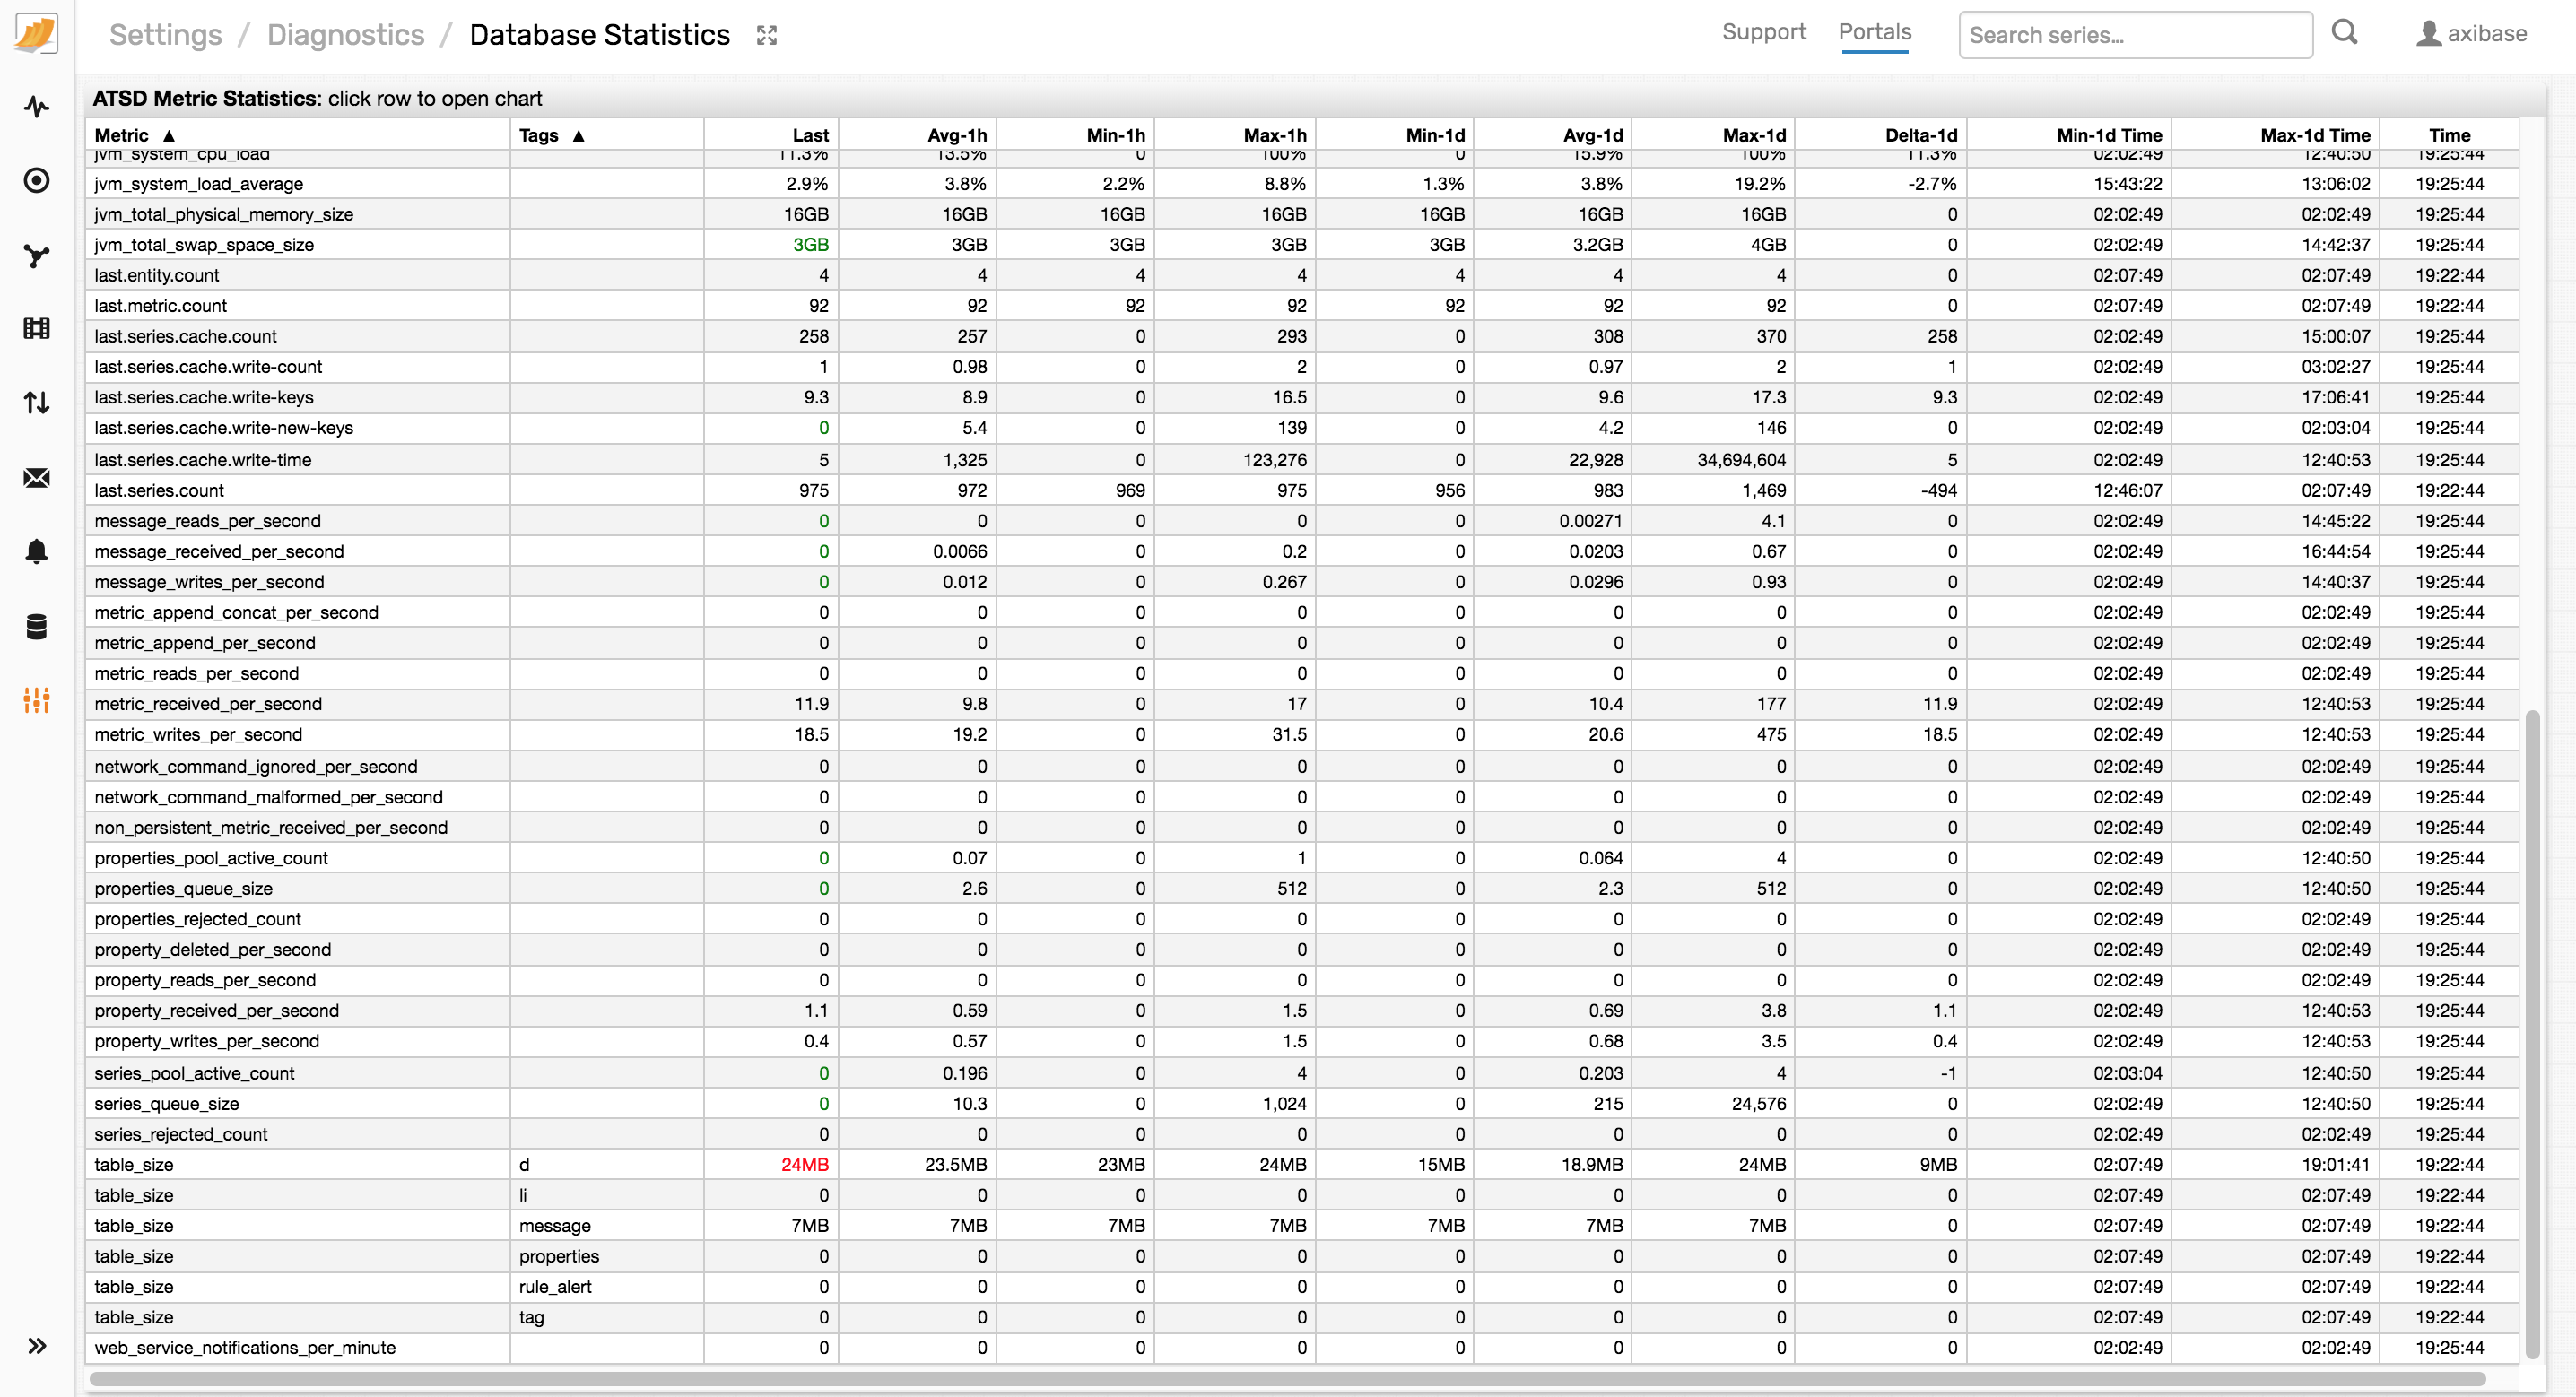 Settings / Diagnostics / Database Statistics
Support Portals Search series... axibase
ATSD Metric Statistics: click row to open chart
Metric ▲ Tags ▲ Last Avg-1h Min-1h Max-1h Min-1d Avg-1d Max-1d Delta-1d Min-1d Time Max-1d Time Time
jvm_system_cpu_load 11.3% 13.5% 0 100% 0 15.9% 100% 11.3% 02:02:49 12:40:50 19:25:44
jvm_system_load_average 2.9% 3.8% 2.2% 8.8% 1.3% 3.8% 19.2% -2.7% 15:43:22 13:06:02 19:25:44
jvm_total_physical_memory_size 16GB 16GB 16GB 16GB 16GB 16GB 16GB 0 02:02:49 02:02:49 19:25:44
jvm_total_swap_space_size 3GB 3GB 3GB 3GB 3GB 3.2GB 4GB 0 02:02:49 14:42:37 19:25:44
last.entity.count 4 4 4 4 4 4 4 0 02:07:49 02:07:49 19:22:44
last.metric.count 92 92 92 92 92 92 92 0 02:07:49 02:07:49 19:22:44
last.series.cache.count 258 257 0 293 0 308 370 258 02:02:49 15:00:07 19:25:44
last.series.cache.write-count 1 0.98 0 2 0 0.97 2 1 02:02:49 03:02:27 19:25:44
last.series.cache.write-keys 9.3 8.9 0 16.5 0 9.6 17.3 9.3 02:02:49 17:06:41 19:25:44
last.series.cache.write-new-keys 0 5.4 0 139 0 4.2 146 0 02:02:49 02:03:04 19:25:44
last.series.cache.write-time 5 1,325 0 123,276 0 22,928 34,694,604 5 02:02:49 12:40:53 19:25:44
last.series.count 975 972 969 975 956 983 1,469 -494 12:46:07 02:07:49 19:22:44
message_reads_per_second 0 0 0 0 0 0.00271 4.1 0 02:02:49 14:45:22 19:25:44
message_received_per_second 0 0.0066 0 0.2 0 0.0203 0.67 0 02:02:49 16:44:54 19:25:44
message_writes_per_second 0 0.012 0 0.267 0 0.0296 0.93 0 02:02:49 14:40:37 19:25:44
metric_append_concat_per_second 0 0 0 0 0 0 0 0 02:02:49 02:02:49 19:25:44
metric_append_per_second 0 0 0 0 0 0 0 0 02:02:49 02:02:49 19:25:44
metric_reads_per_second 0 0 0 0 0 0 0 0 02:02:49 02:02:49 19:25:44
metric_received_per_second 11.9 9.8 0 17 0 10.4 177 11.9 02:02:49 12:40:53 19:25:44
metric_writes_per_second 18.5 19.2 0 31.5 0 20.6 475 18.5 02:02:49 12:40:53 19:25:44
network_command_ignored_per_second 0 0 0 0 0 0 0 0 02:02:49 02:02:49 19:25:44
network_command_malformed_per_second 0 0 0 0 0 0 0 0 02:02:49 02:02:49 19:25:44
non_persistent_metric_received_per_second 0 0 0 0 0 0 0 0 02:02:49 02:02:49 19:25:44
properties_pool_active_count 0 0.07 0 1 0 0.064 4 0 02:02:49 12:40:50 19:25:44
properties_queue_size 0 2.6 0 512 0 2.3 512 0 02:02:49 12:40:50 19:25:44
properties_rejected_count 0 0 0 0 0 0 0 0 02:02:49 02:02:49 19:25:44
property_deleted_per_second 0 0 0 0 0 0 0 0 02:02:49 02:02:49 19:25:44
property_reads_per_second 0 0 0 0 0 0 0 0 02:02:49 02:02:49 19:25:44
property_received_per_second 1.1 0.59 0 1.5 0 0.69 3.8 1.1 02:02:49 12:40:53 19:25:44
property_writes_per_second 0.4 0.57 0 1.5 0 0.68 3.5 0.4 02:02:49 12:40:53 19:25:44
series_pool_active_count 0 0.196 0 4 0 0.203 4 -1 02:03:04 12:40:50 19:25:44
series_queue_size 0 10.3 0 1,024 0 215 24,576 0 02:02:49 12:40:50 19:25:44
series_rejected_count 0 0 0 0 0 0 0 0 02:02:49 02:02:49 19:25:44
table_size d 24MB 23.5MB 23MB 24MB 15MB 18.9MB 24MB 9MB 02:07:49 19:01:41 19:22:44
table_size li 0 0 0 0 0 0 0 0 02:07:49 02:07:49 19:22:44
table_size message 7MB 7MB 7MB 7MB 7MB 7MB 7MB 0 02:07:49 02:07:49 19:22:44
table_size properties 0 0 0 0 0 0 0 0 02:07:49 02:07:49 19:22:44
table_size rule_alert 0 0 0 0 0 0 0 0 02:07:49 02:07:49 19:22:44
table_size tag 0 0 0 0 0 0 0 0 02:07:49 02:07:49 19:22:44
web_service_notifications_per_minute 0 0 0 0 0 0 0 0 02:02:49 02:02:49 19:25:44